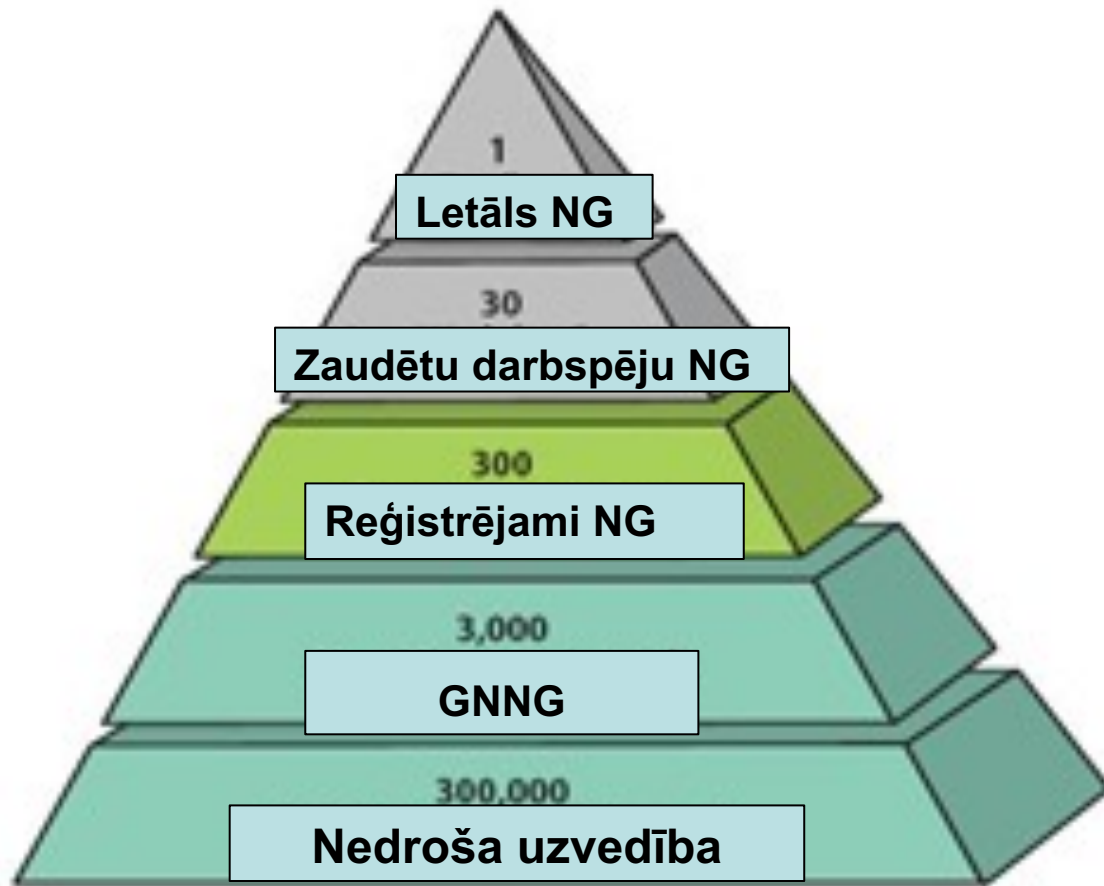 1
Letāls NG
30
Zaudētu darbspēju NG
300
Reģistrējami NG
3,000
GNNG
300,000
Nedroša uzvedība